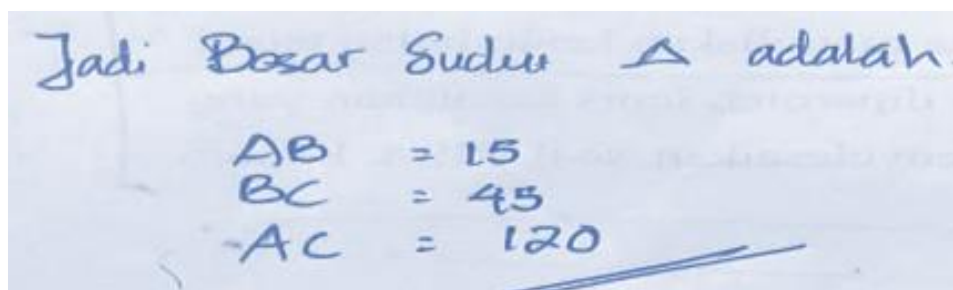 Jadi Besar Sudut △ adalah
AB = 15
BC = 45
AC = 120